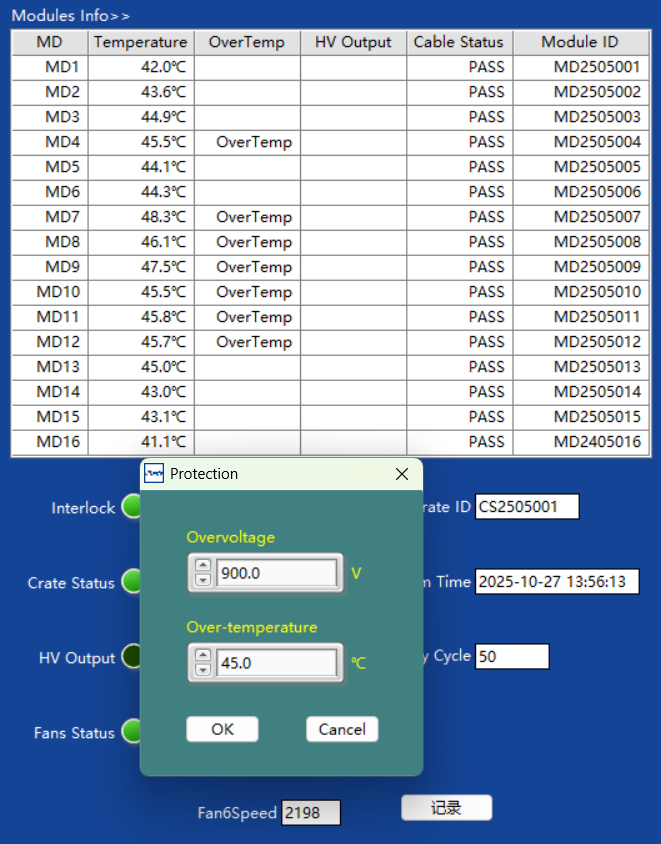 Modules Info>>
MD Temperature OverTemp HV Output Cable Status Module ID
MD1 42.0℃ PASS MD2505001
MD2 43.6℃ PASS MD2505002
MD3 44.9℃ PASS MD2505003
MD4 45.5℃ OverTemp PASS MD2505004
MD5 44.1℃ PASS MD2505005
MD6 44.3℃ PASS MD2505006
MD7 48.3℃ OverTemp PASS MD2505007
MD8 46.1℃ OverTemp PASS MD2505008
MD9 47.5℃ OverTemp PASS MD2505009
MD10 45.5℃ OverTemp PASS MD2505010
MD11 45.8℃ OverTemp PASS MD2505011
MD12 45.7℃ OverTemp PASS MD2505012
MD13 45.0℃ PASS MD2505013
MD14 43.0℃ PASS MD2505014
MD15 43.1℃ PASS MD2505015
MD16 41.1℃ PASS MD2405016
Protection
Interlock rate ID CS2505001
Overvoltage
900.0 V
Crate Status Time 2025-10-27 13:56:13
Over-temperature
45.0 ℃
HV Output y Cycle 50
OK Cancel
Fans Status
Fan6Speed 2198 记录